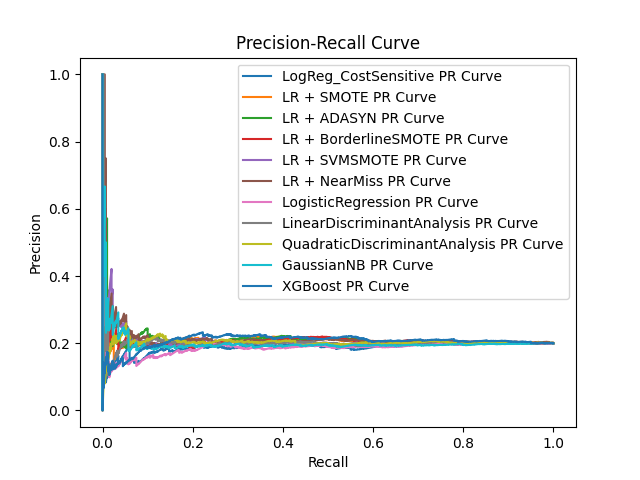 Precision-Recall Curve
1.0
0.8
0.6
0.4
0.2
0.0
Precision
LogReg_CostSensitive PR Curve
LR + SMOTE PR Curve
LR + ADASYN PR Curve
LR + BorderlineSMOTE PR Curve
LR + SVMSMOTE PR Curve
LR + NearMiss PR Curve
LogisticRegression PR Curve
LinearDiscriminantAnalysis PR Curve
QuadraticDiscriminantAnalysis PR Curve
GaussianNB PR Curve
XGBoost PR Curve
0.0 0.2 0.4 0.6 0.8 1.0
Recall